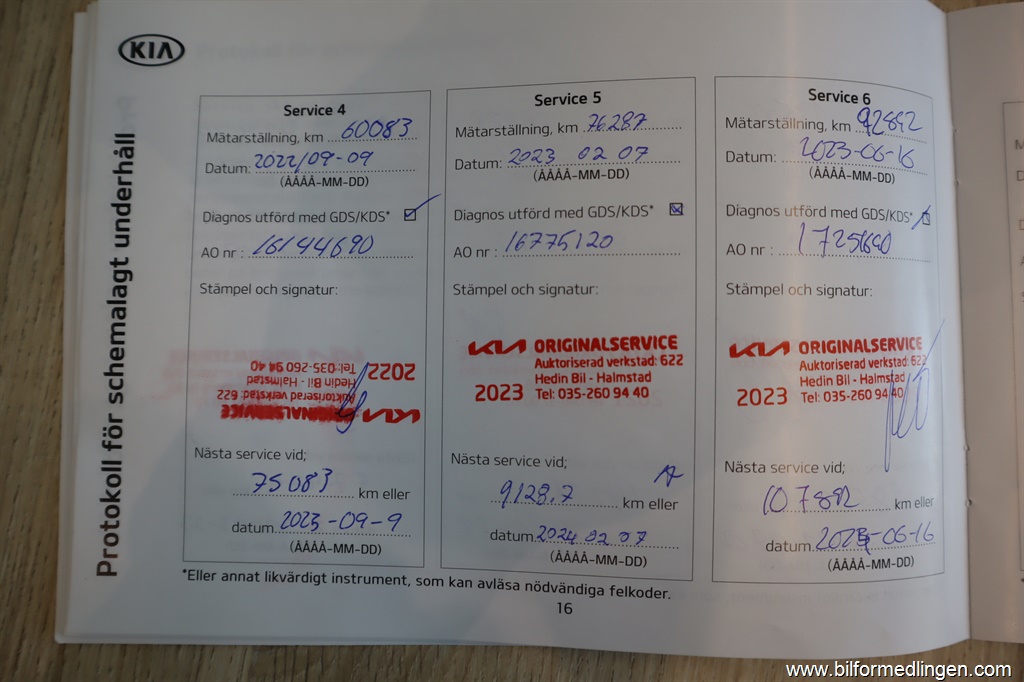 KIA
Protokoll för schemalagt underhåll
Service 4
Mätarställning, km 60083
Datum: 2022/09-09
(ÅÅÅÅ-MM-DD)
Diagnos utförd med GDS/KDS*
AO nr : 16144690
Stämpel och signatur:
KIA ORIGINALSERVICE
Auktoriserad verkstad: 622
Hedin Bil - Halmstad
2022 Tel: 035-260 94 40
Nästa service vid;
75083 km eller
datum 2023-09-9
(ÅÅÅÅ-MM-DD)
Service 5
Mätarställning, km 76287
Datum: 2023 02 07
(ÅÅÅÅ-MM-DD)
Diagnos utförd med GDS/KDS*
AO nr : 16775120
Stämpel och signatur:
KIA ORIGINALSERVICE
Auktoriserad verkstad: 622
Hedin Bil - Halmstad
2023 Tel: 035-260 94 40
Nästa service vid;
91287 km eller
datum 2024 02 07
(ÅÅÅÅ-MM-DD)
Service 6
Mätarställning, km 92892
Datum: 2023-06-16
(ÅÅÅÅ-MM-DD)
Diagnos utförd med GDS/KDS*
AO nr :
Stämpel och signatur:
KIA ORIGINALSERVICE
Auktoriserad verkstad: 622
Hedin Bil - Halmstad
2023 Tel: 035-260 94 40
Nästa service vid;
107892 km eller
datum
(ÅÅÅÅ-MM-DD)
*Eller annat likvärdigt instrument, som kan avläsa nödvändiga felkoder.
16
www.bilformedlingen.com